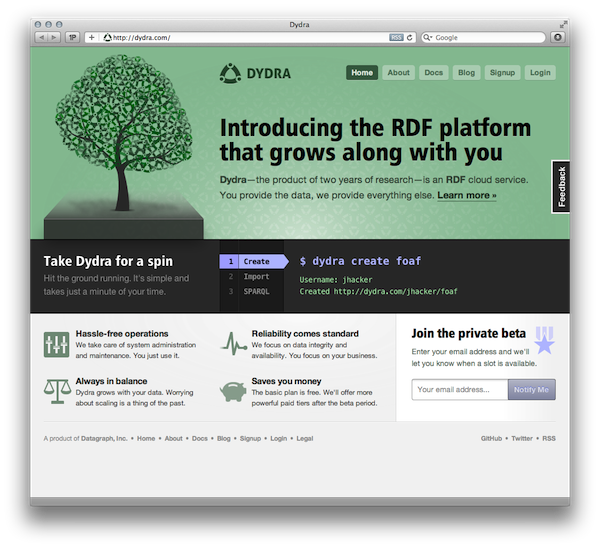 Dydra
1P
+
http://dydra.com/
RSS
Google
DYDRA
Home About Docs Blog Signup Login
Introducing the RDF platform
that grows along with you
Dydra—the product of two years of research—is an RDF cloud service.
You provide the data, we provide everything else. Learn more »
Feedback
Take Dydra for a spin
Hit the ground running. It's simple and
takes just a minute of your time.
1 Create
2 Import
3 SPARQL
$ dydra create foaf
Username: jhacker
Created http://dydra.com/jhacker/foaf
Hassle-free operations
We take care of system administration
and maintenance. You just use it.
Reliability comes standard
We focus on data integrity and
availability. You focus on your business.
Always in balance
Dydra grows with your data. Worrying
about scaling is a thing of the past.
Saves you money
The basic plan is free. We'll offer more
powerful paid tiers after the beta period.
Join the private beta
Enter your email address and we'll
let you know when a slot is available.
Your email address...
Notify Me
A product of Datagraph, Inc. • Home • About • Docs • Blog • Signup • Login • Legal
GitHub • Twitter • RSS